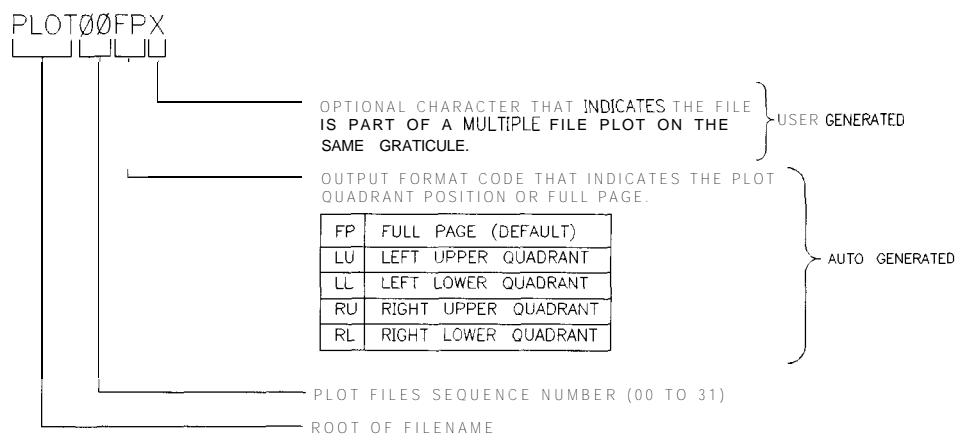 PLOTØØFPX
OPTIONAL CHARACTER THAT INDICATES THE FILE
IS PART OF A MULTIPLE FILE PLOT ON THE
SAME GRATICULE.
USER GENERATED
OUTPUT FORMAT CODE THAT INDICATES THE PLOT
QUADRANT POSITION OR FULL PAGE.
FP FULL PAGE (DEFAULT)
LU LEFT UPPER QUADRANT
LL LEFT LOWER QUADRANT
RU RIGHT UPPER QUADRANT
RL RIGHT LOWER QUADRANT
AUTO GENERATED
PLOT FILES SEQUENCE NUMBER (00 TO 31)
ROOT OF FILENAME